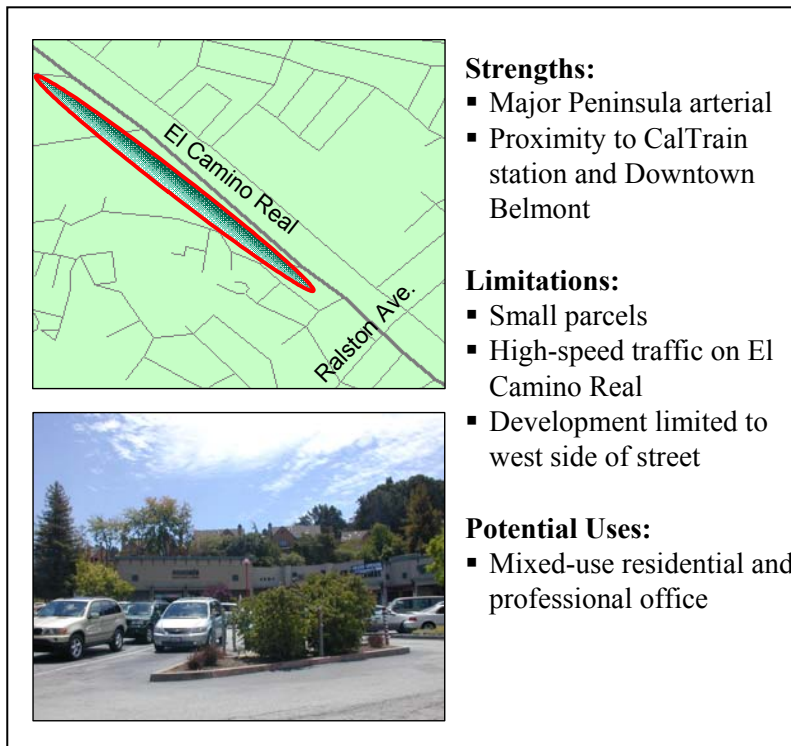 El Camino Real
Ralston Ave.
Strengths:
▪ Major Peninsula arterial
▪ Proximity to CalTrain
station and Downtown
Belmont
Limitations:
▪ Small parcels
▪ High-speed traffic on El
Camino Real
▪ Development limited to
west side of street
Potential Uses:
▪ Mixed-use residential and
professional office